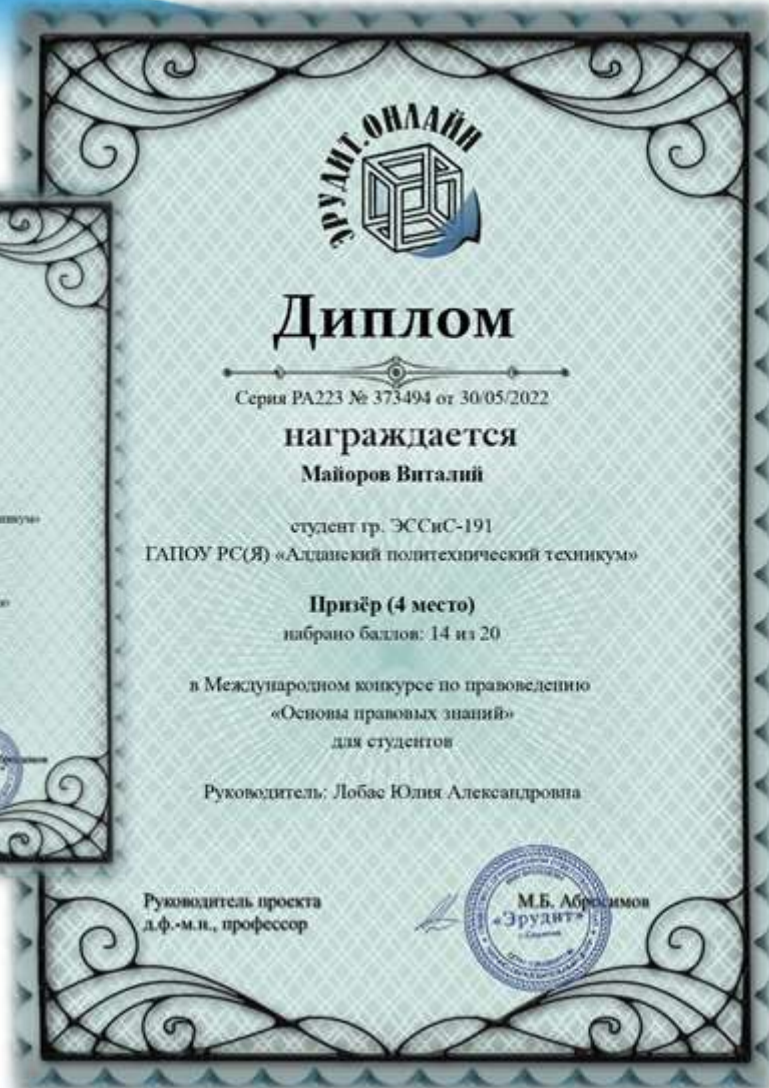 ЭРУДИТ.ОНЛАЙН
Диплом
Серия РА223 № 373494 от 30/05/2022
награждается
Майоров Виталий
студент гр. ЭССиС-191
ГАПОУ РС(Я) «Алданский политехнический техникум»
Призёр (4 место)
набрано баллов: 14 из 20
в Международном конкурсе по правоведению
«Основы правовых знаний»
для студентов
Руководитель: Лобас Юлия Александровна
Руководитель проекта
д.ф.-м.н., профессор
М.Б. Абросимов
«Эрудит»